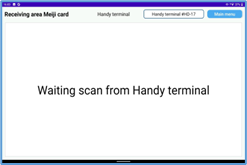 Receiving area Meiji card
Handy terminal
Handy terminal #HD-17
Main menu
Waiting scan from Handy terminal